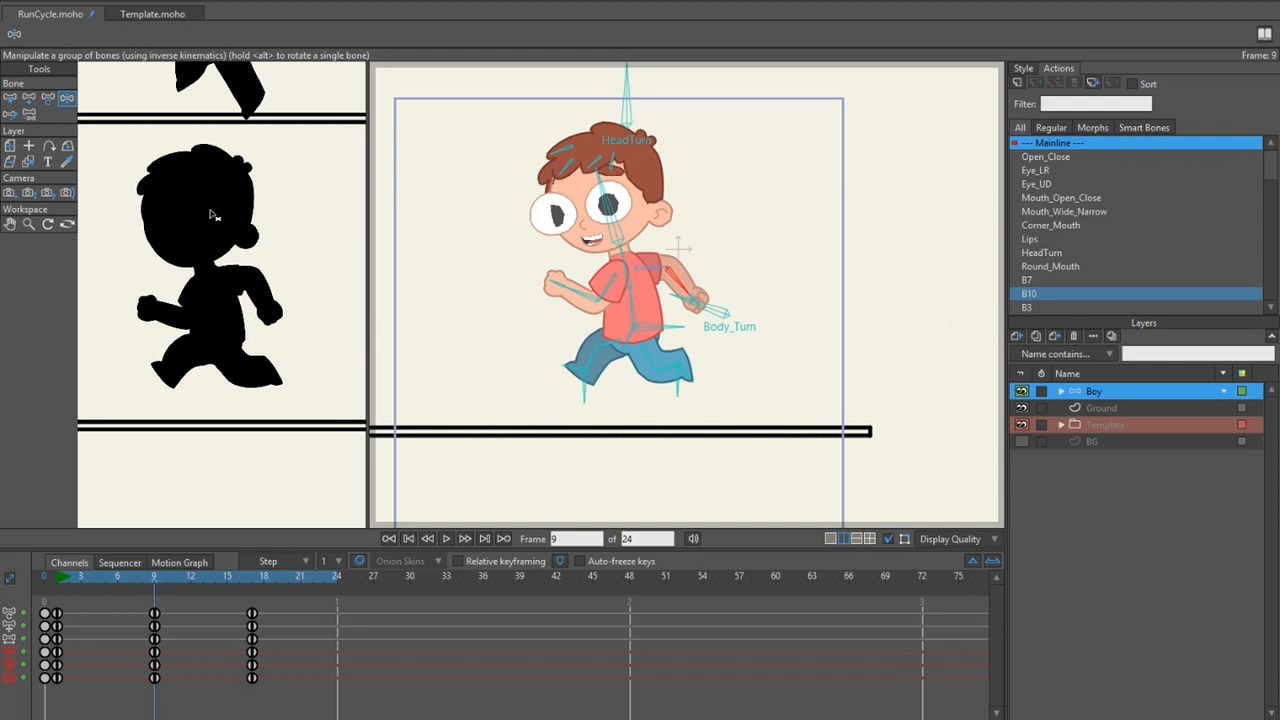 RunCycle.moho Template.moho
Manipulate a group of bones (using inverse kinematics) (hold <alt> to rotate a single bone) Frame: 9
Tools
Bone
Layer
Camera
Workspace
HeadTurn
Body_Turn
Style Actions
Sort
Filter:
All Regular Morphs Smart Bones
--- Mainline ---
Open_Close
Eye_LR
Eye_UD
Mouth_Open_Close
Mouth_Wide_Narrow
Corner_Mouth
Lips
HeadTurn
Round_Mouth
B7
B10
B3
Layers
Name contains...
Name
Boy
Ground
Template
BG
Frame 9 of 24 Display Quality
Channels Sequencer Motion Graph Step 1 Onion Skins Relative keyframing Auto-freeze keys
0 3 6 9 12 15 18 21 24 27 30 33 36 39 42 45 48 51 54 57 60 63 66 69 72 75
0 1 2 3